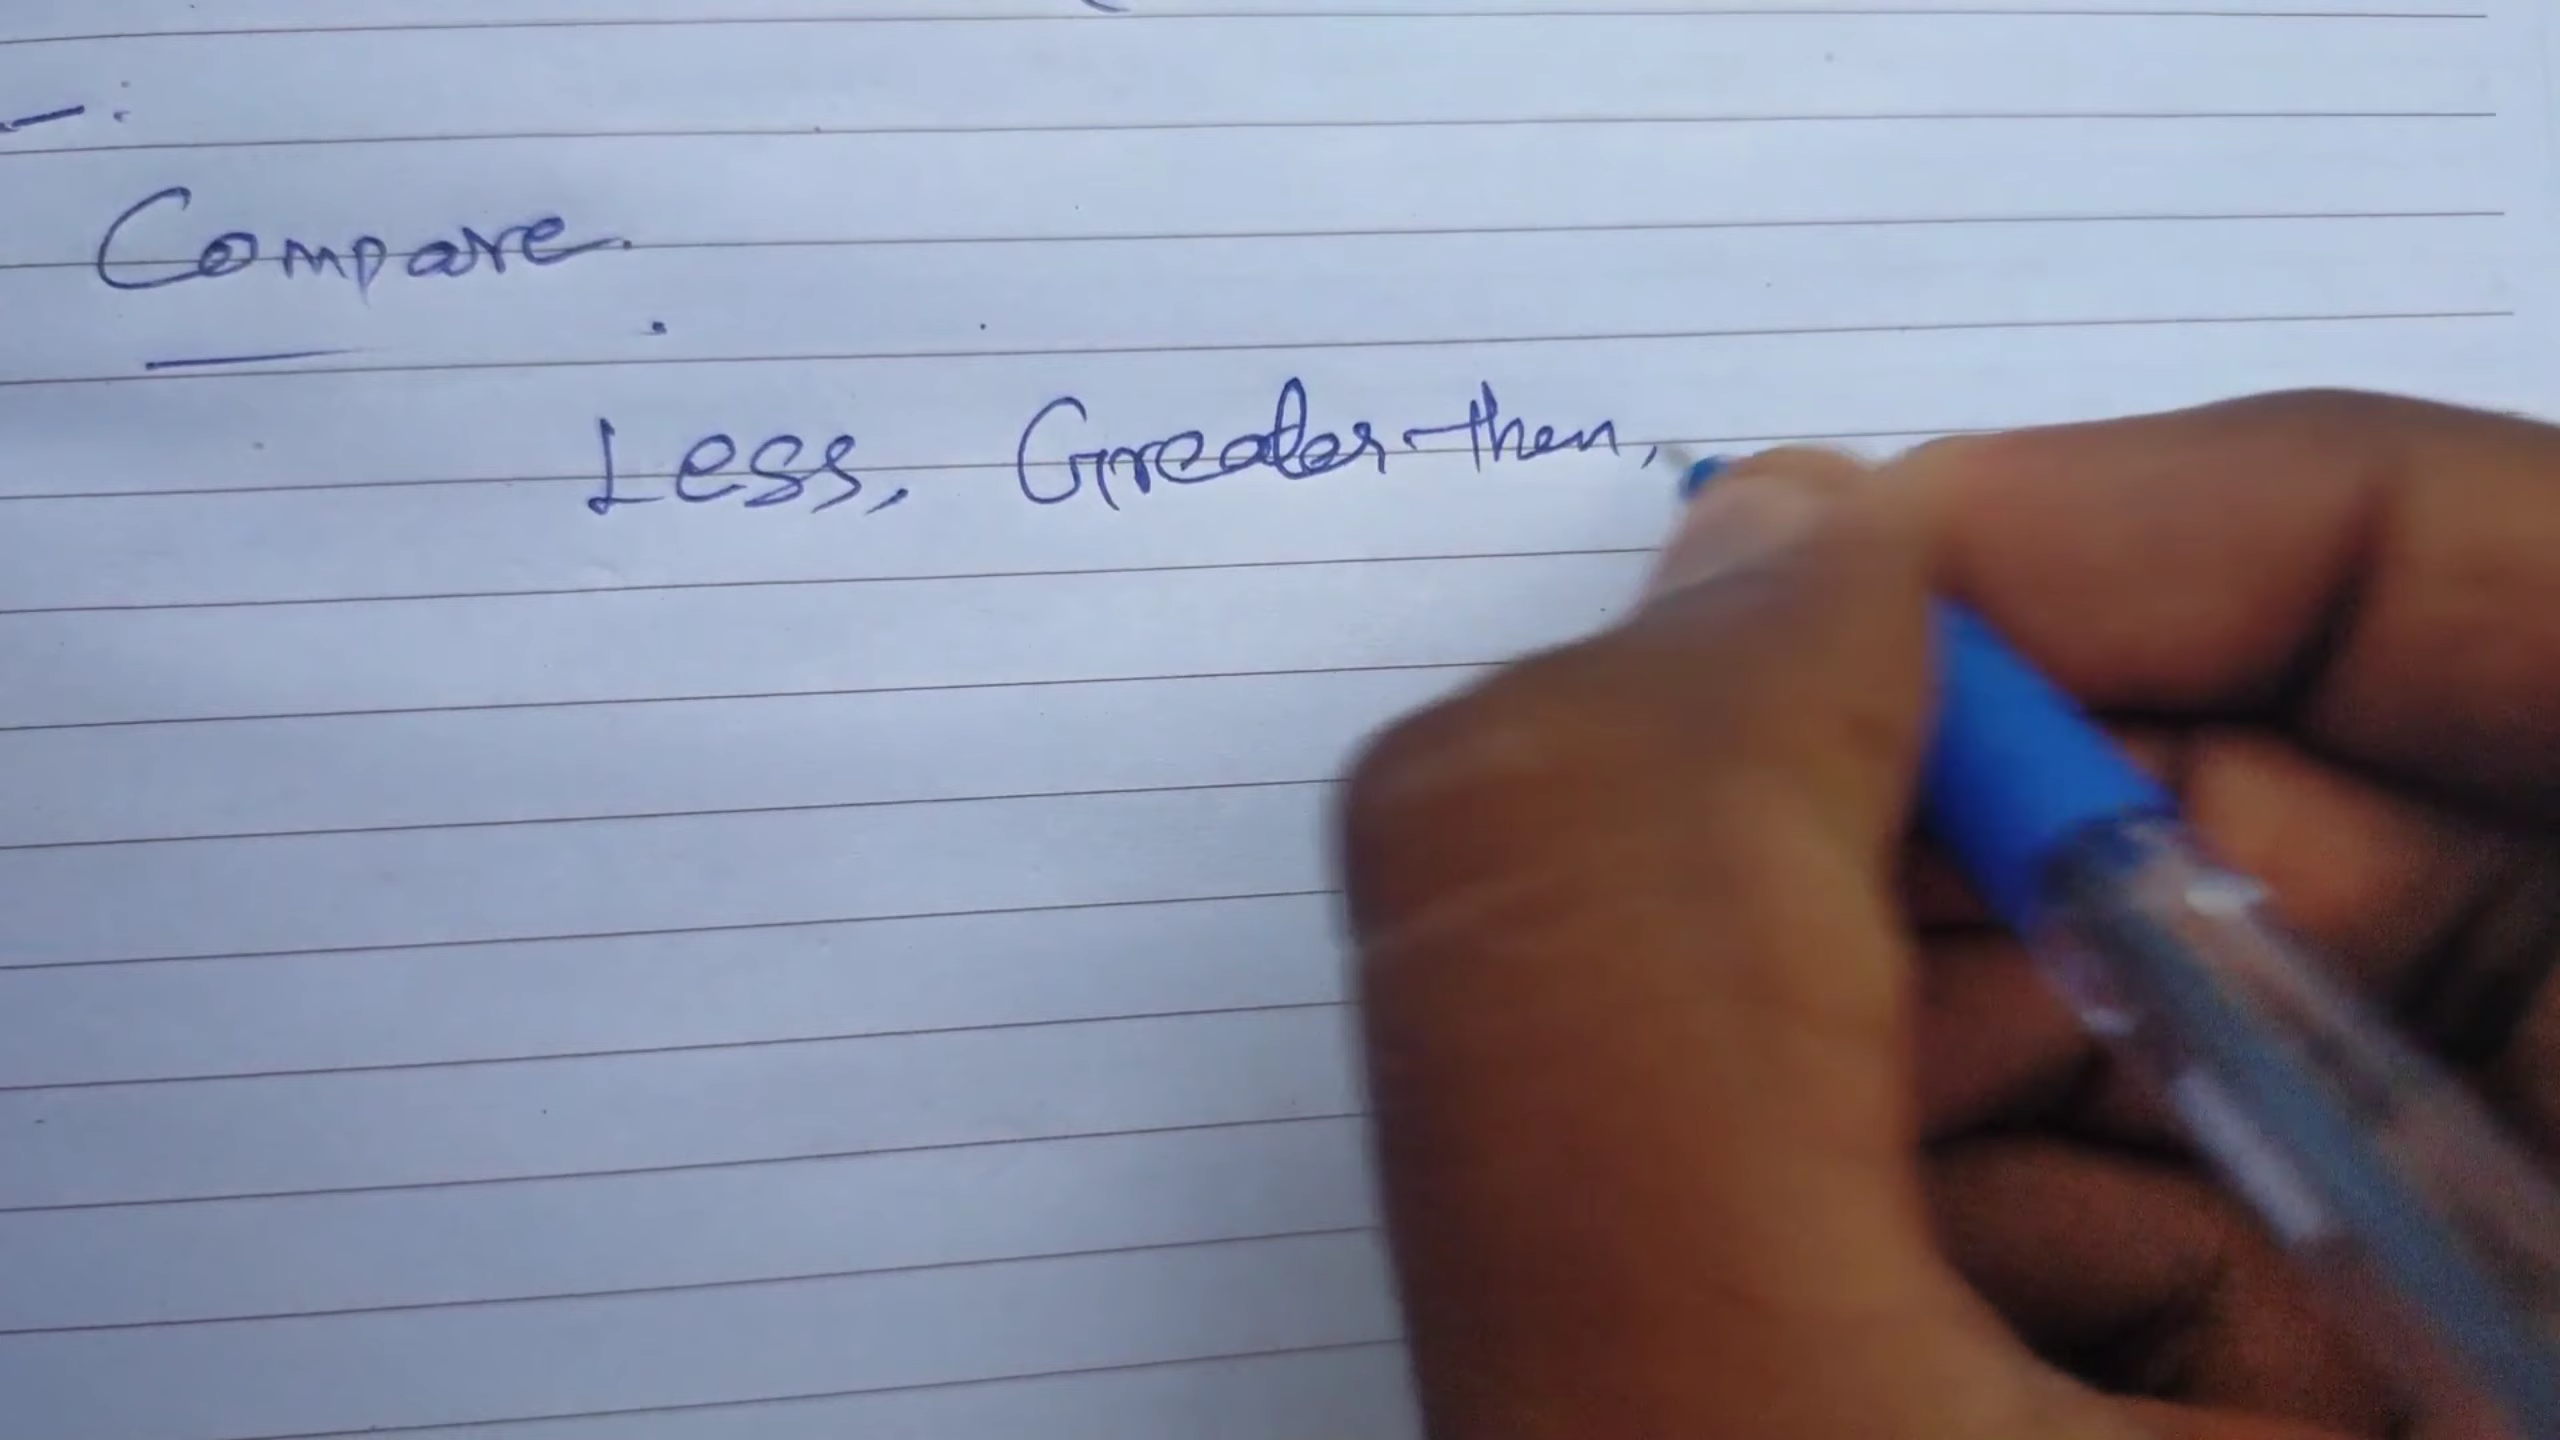 -:
Compare.
Less, Greater then,